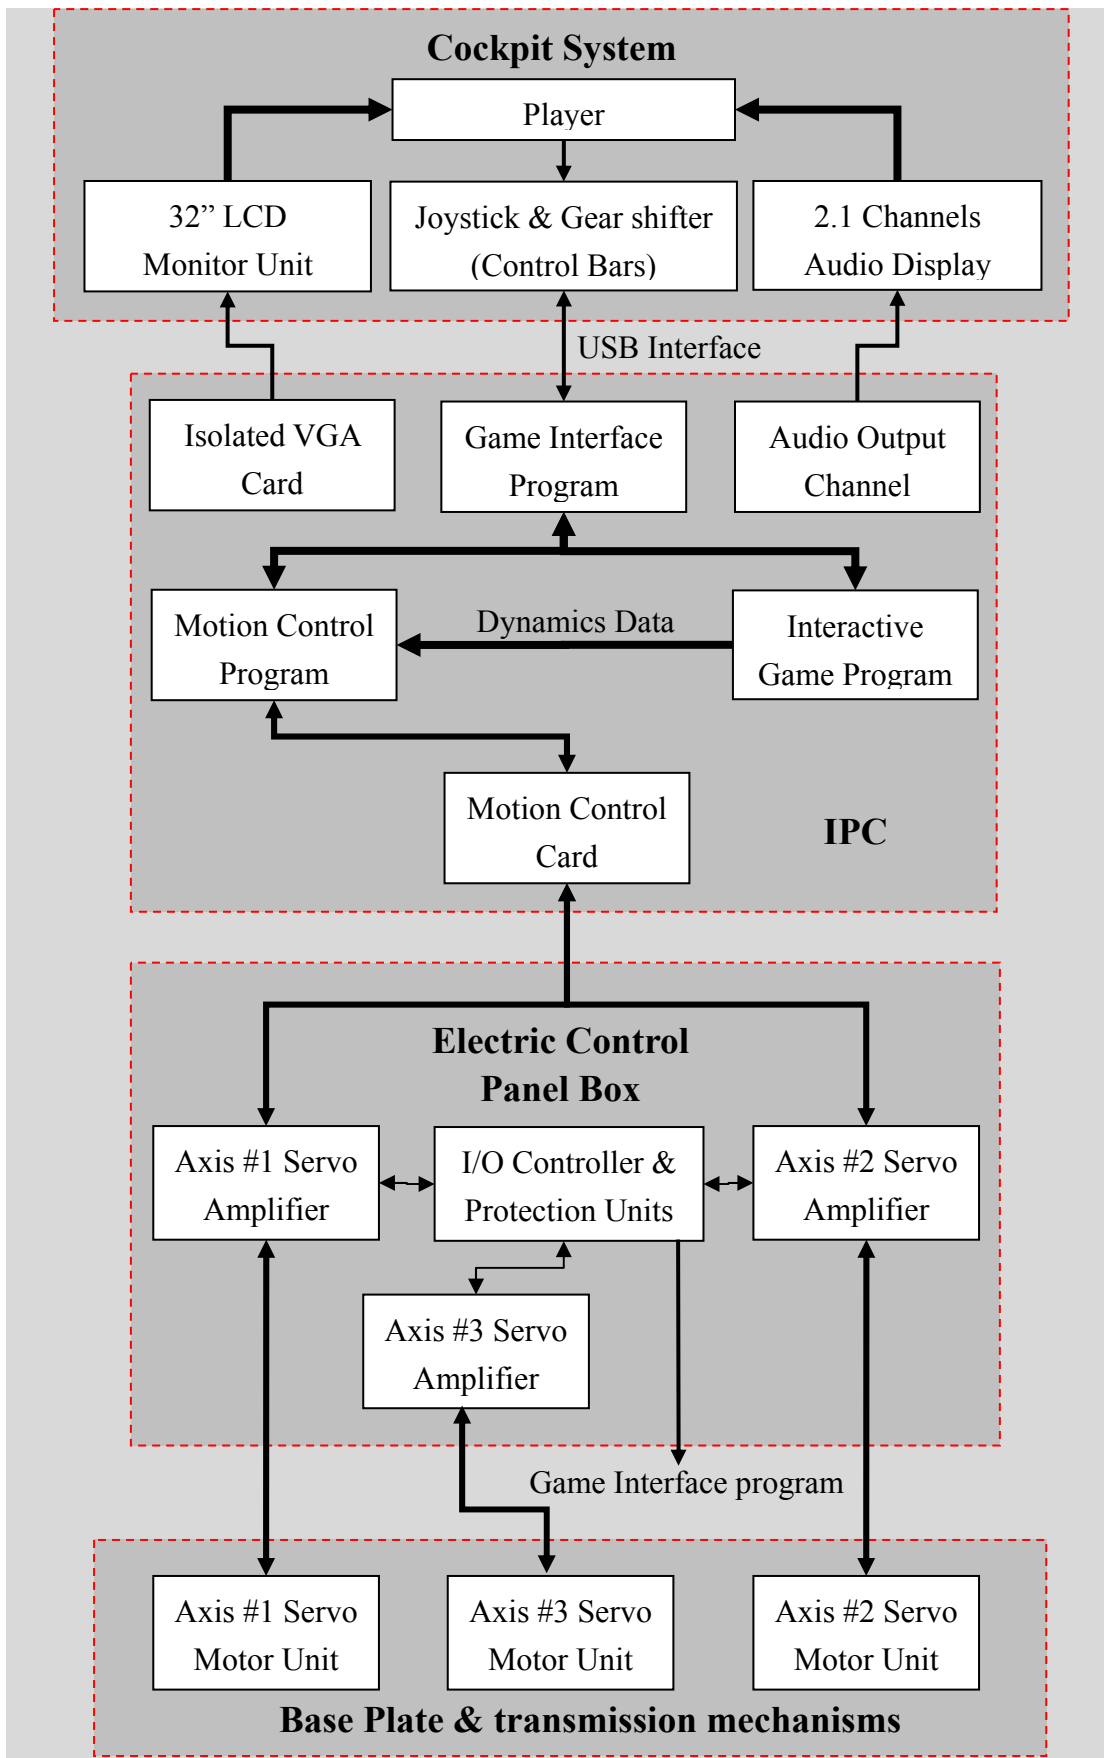 Cockpit System
Player
32” LCD
Monitor Unit
Joystick & Gear shifter
(Control Bars)
2.1 Channels
Audio Display
USB Interface
Isolated VGA
Card
Game Interface
Program
Audio Output
Channel
Motion Control
Program
Dynamics Data
Interactive
Game Program
Motion Control
Card
IPC
Electric Control
Panel Box
Axis #1 Servo
Amplifier
I/O Controller &
Protection Units
Axis #2 Servo
Amplifier
Axis #3 Servo
Amplifier
Game Interface program
Axis #1 Servo
Motor Unit
Axis #3 Servo
Motor Unit
Axis #2 Servo
Motor Unit
Base Plate & transmission mechanisms